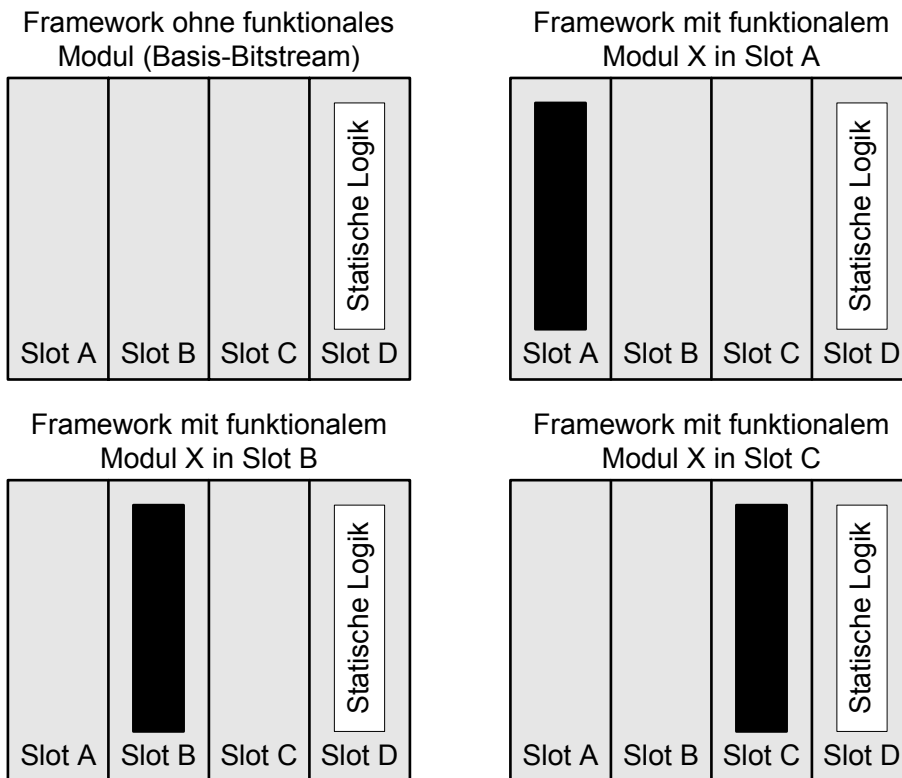 Framework ohne funktionales
Modul (Basis-Bitstream)
Statische Logik
Slot A
Slot B
Slot C
Slot D
Framework mit funktionalem
Modul X in Slot A
Statische Logik
Slot A
Slot B
Slot C
Slot D
Framework mit funktionalem
Modul X in Slot B
Statische Logik
Slot A
Slot B
Slot C
Slot D
Framework mit funktionalem
Modul X in Slot C
Statische Logik
Slot A
Slot B
Slot C
Slot D